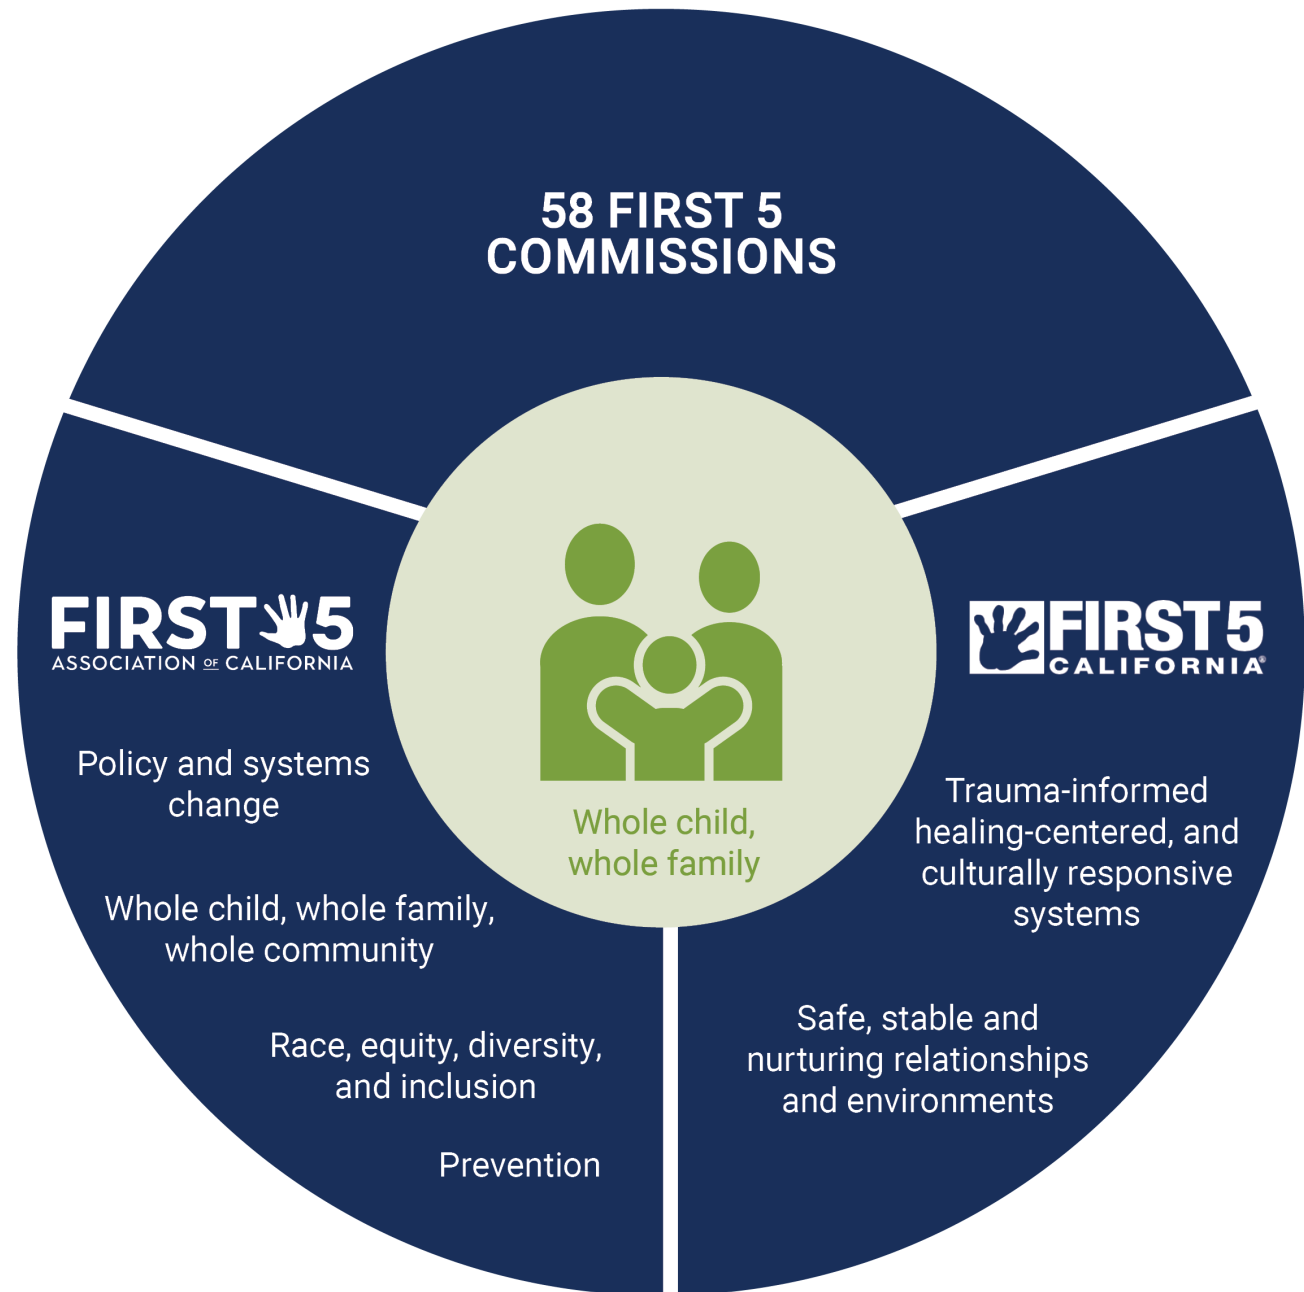 58 FIRST 5
COMMISSIONS
FIRST 5
ASSOCIATION OF CALIFORNIA
Policy and systems
change
Whole child, whole family,
whole community
Race, equity, diversity,
and inclusion
Prevention
Whole child,
whole family
FIRST 5
CALIFORNIA®
Trauma-informed
healing-centered, and
culturally responsive
systems
Safe, stable and
nurturing relationships
and environments